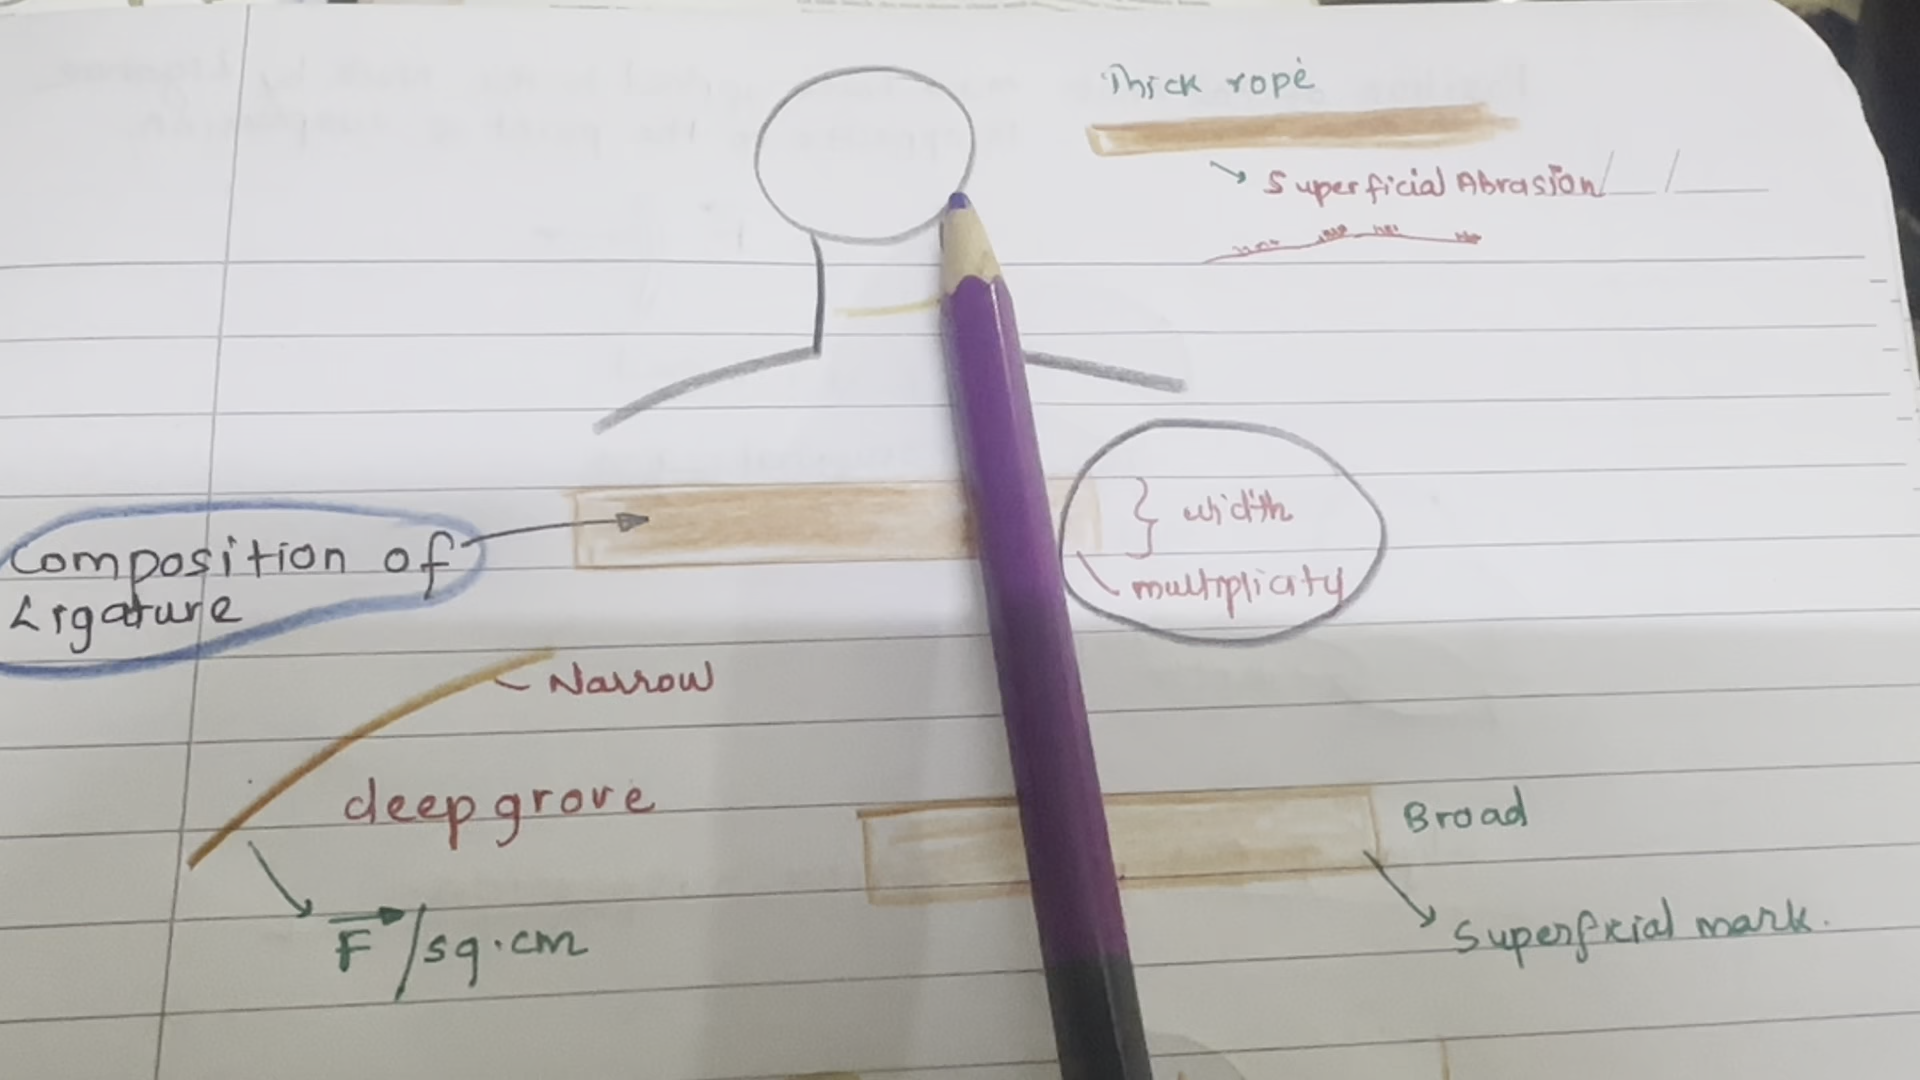 Thick rope
Superficial Abrasion
width
multiplicity
Composition of
Ligature
Narrow
deep grove
F/sq.cm
Broad
Superficial mark.